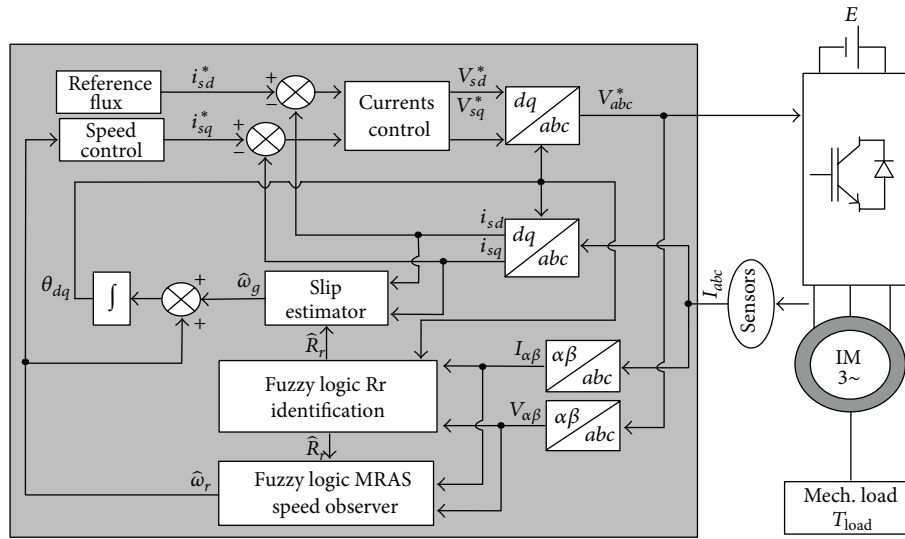 E
Reference
flux
i*sd
+
−
V*sd
Currents
control
V*sq
dq
abc
V*abc
Speed
control
i*sq
+
−
isd
isq
dq
abc
θdq
∫
+
+
ω̂g
Slip
estimator
Iabc
Sensors
R̂r
Iαβ
αβ
abc
IM
3~
Fuzzy logic Rr
identification
Vαβ
αβ
abc
R̂r
ω̂r
Fuzzy logic MRAS
speed observer
Mech. load
Tload